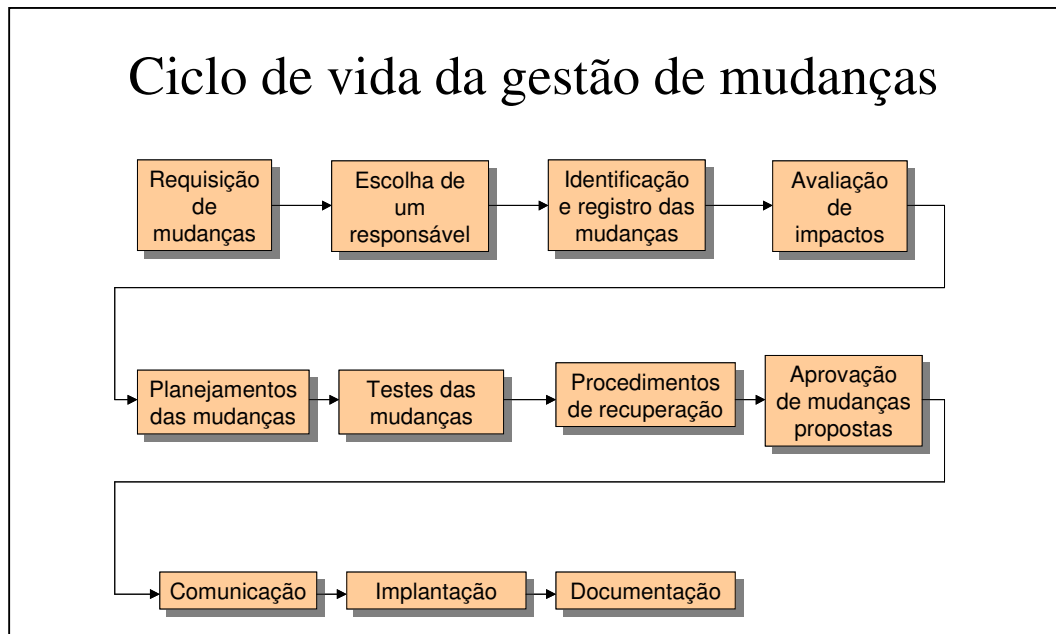 Ciclo de vida da gestão de mudanças
Requisição
de
mudanças
Escolha de
um
responsável
Identificação
e registro das
mudanças
Avaliação
de
impactos
Planejamentos
das mudanças
Testes das
mudanças
Procedimentos
de recuperação
Aprovação
de mudanças
propostas
Comunicação
Implantação
Documentação